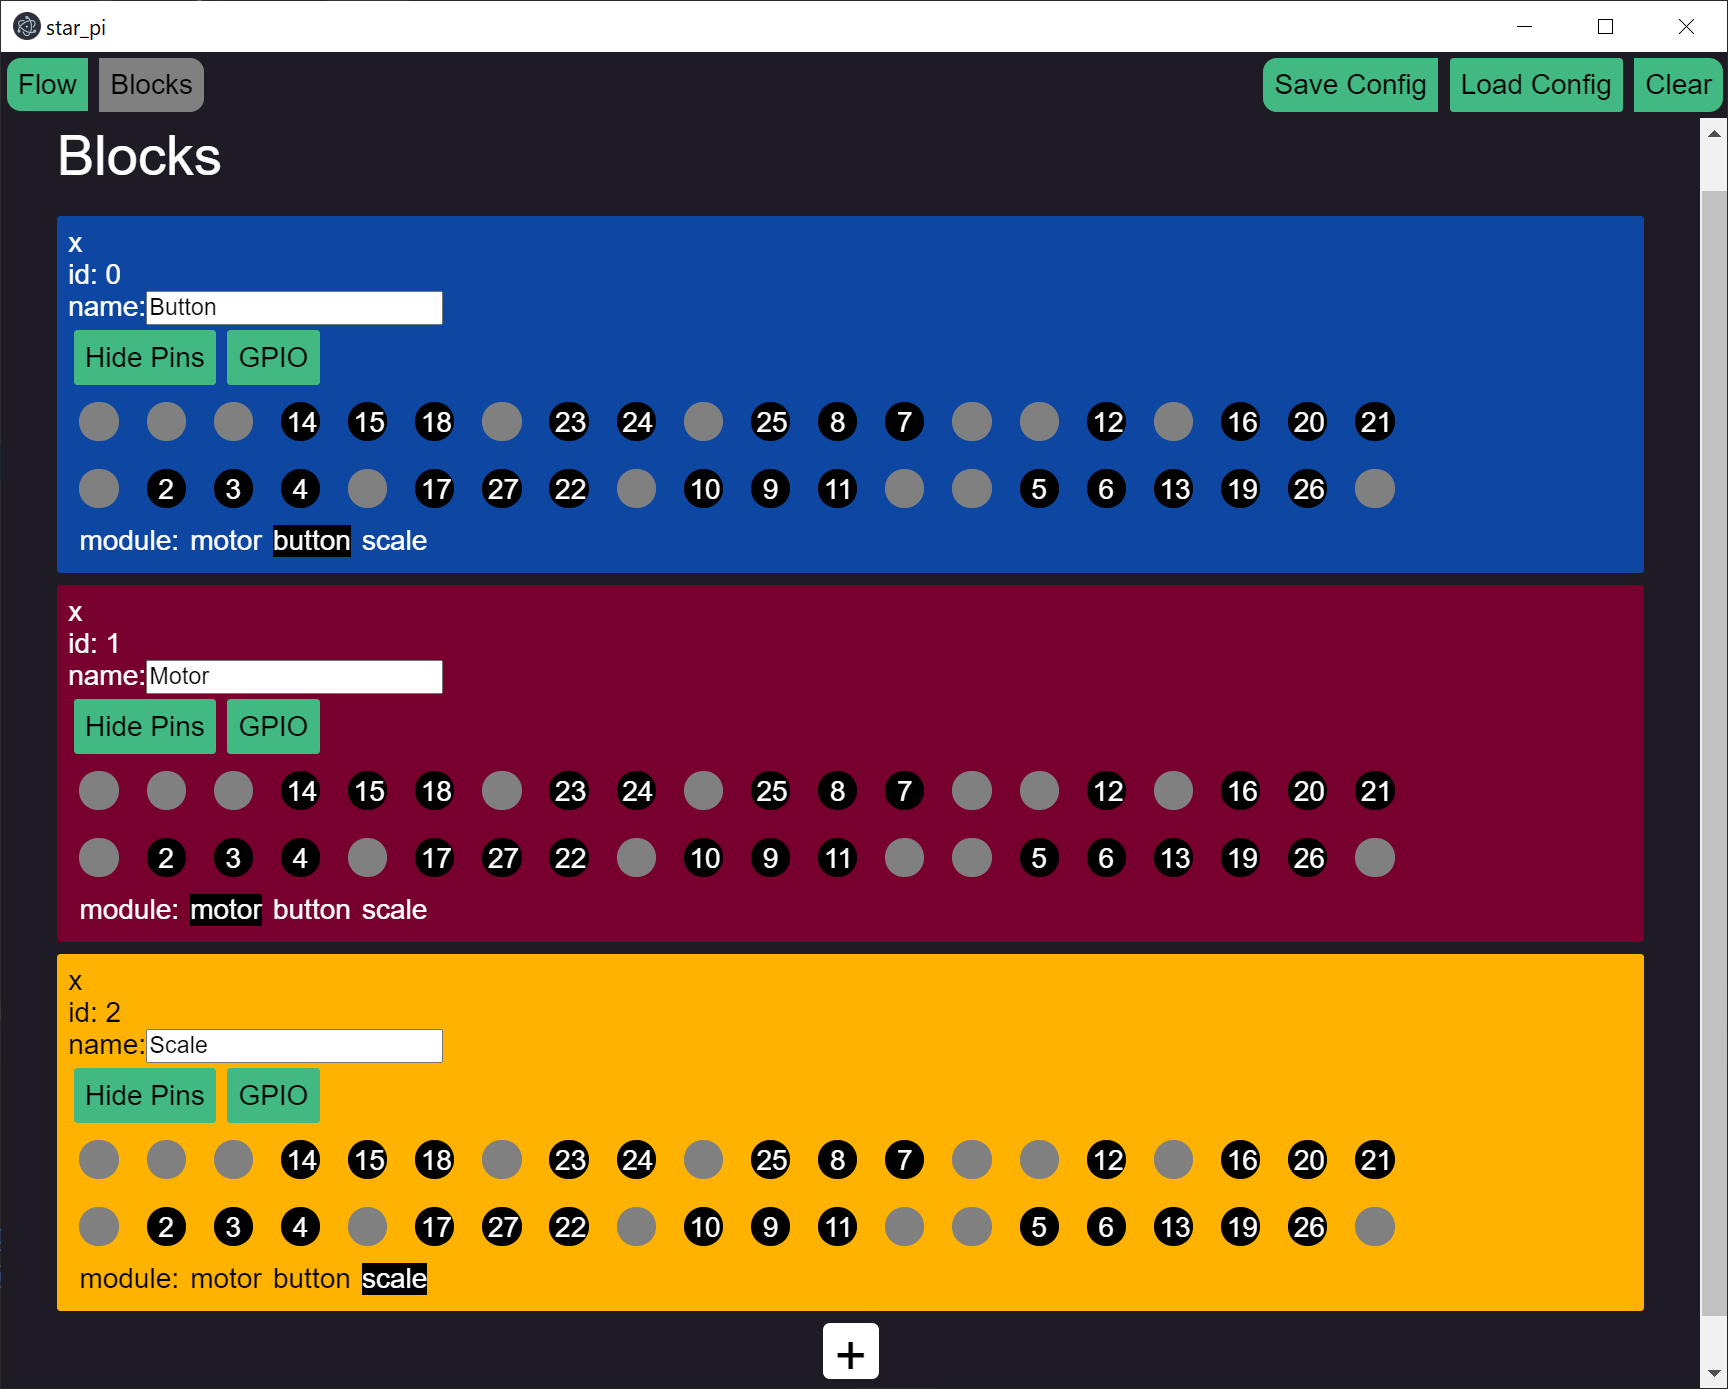 star_pi
Flow Blocks Save Config Load Config Clear
Blocks
x
id: 0
name: Button
Hide Pins GPIO
14 15 18 23 24 25 8 7 12 16 20 21
2 3 4 17 27 22 10 9 11 5 6 13 19 26
module: motor button scale
x
id: 1
name: Motor
Hide Pins GPIO
14 15 18 23 24 25 8 7 12 16 20 21
2 3 4 17 27 22 10 9 11 5 6 13 19 26
module: motor button scale
x
id: 2
name: Scale
Hide Pins GPIO
14 15 18 23 24 25 8 7 12 16 20 21
2 3 4 17 27 22 10 9 11 5 6 13 19 26
module: motor button scale
+